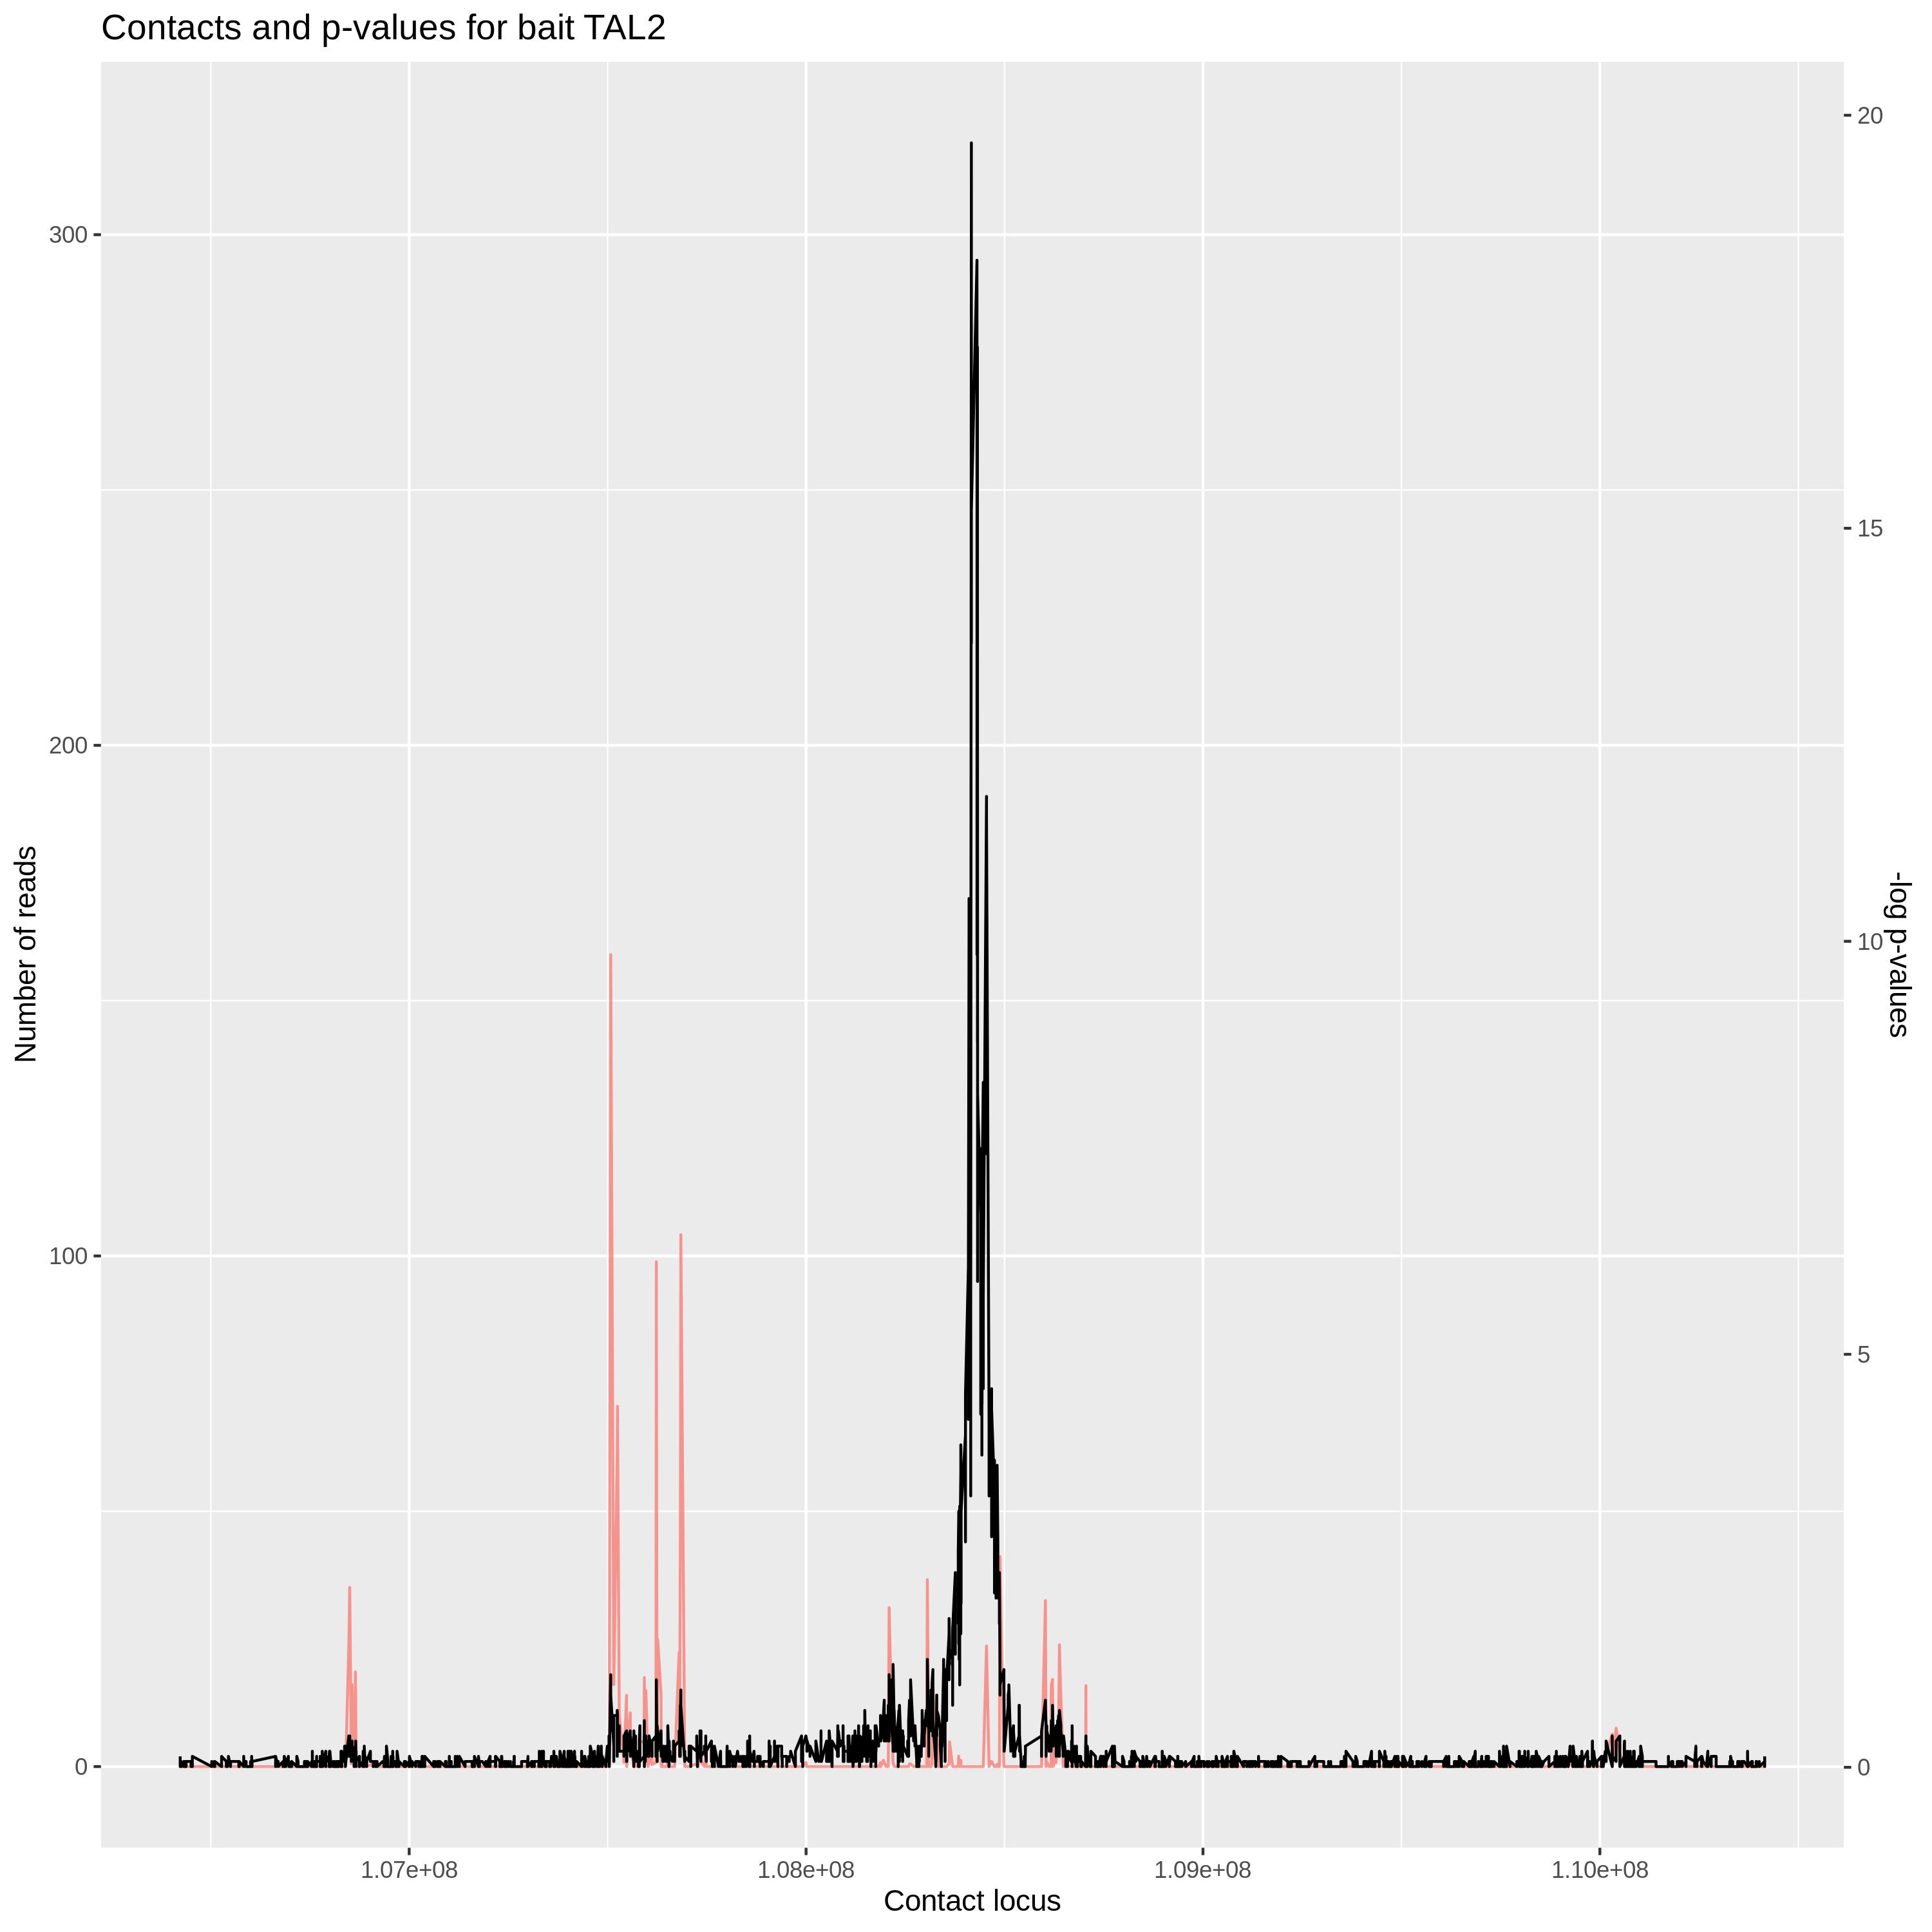 Contacts and p-values for bait TAL2
300
200
100
0
Number of reads
20
15
10
5
0
-log p-values
1.07e+08
1.08e+08
1.09e+08
1.10e+08
Contact locus